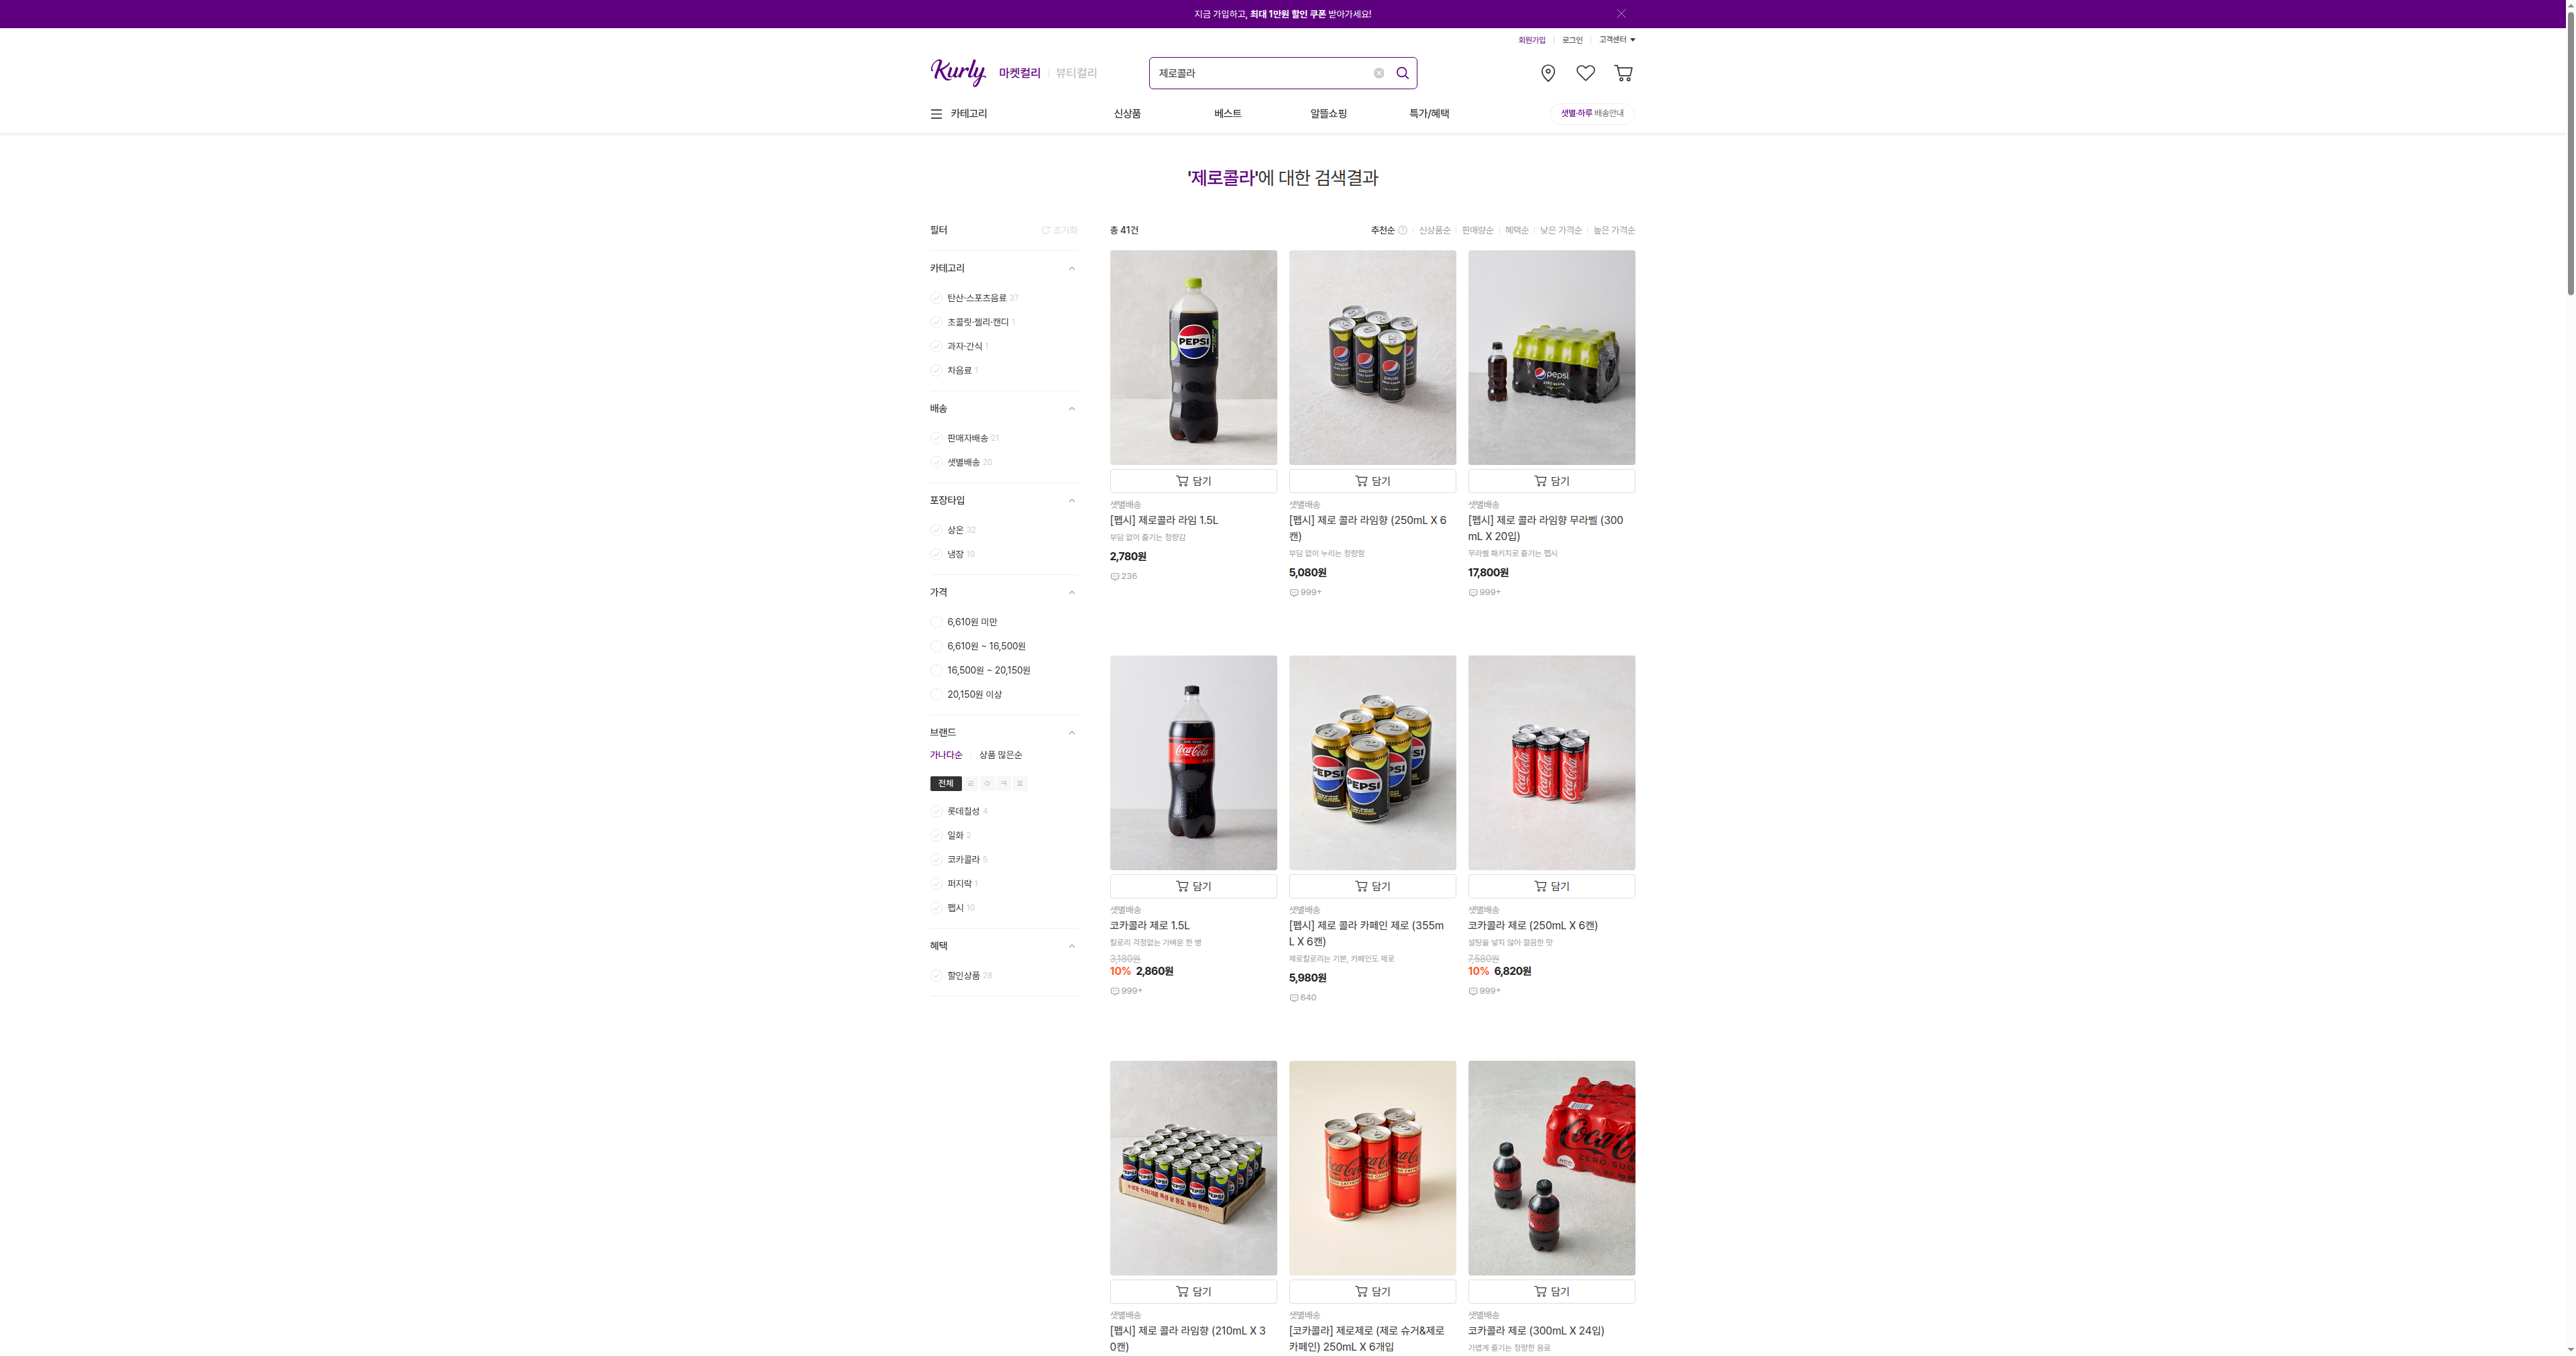 지금 가입하고, 최대 1만원 할인 쿠폰 받아가세요!
회원가입 로그인 고객센터
Kurly 마켓컬리 뷰티컬리 제로콜라
카테고리 신상품 베스트 알뜰쇼핑 특가/혜택 샛별·하루 배송안내
'제로콜라'에 대한 검색결과
필터 초기화
카테고리
탄산·스포츠음료 37
초콜릿·젤리·캔디 1
과자·간식 1
차음료 1
배송
판매자배송 21
샛별배송 20
포장타입
상온 32
냉장 10
가격
6,610원 미만
6,610원 ~ 16,500원
16,500원 ~ 20,150원
20,150원 이상
브랜드
가나다순 상품 많은순
전체 ㄹ ㅇ ㅋ ㅍ
롯데칠성 4
일화 2
코카콜라 5
퍼지락 1
펩시 10
혜택
할인상품 28
총 41건 추천순 신상품순 판매량순 혜택순 낮은 가격순 높은 가격순
PEPSI
pepsi
담기
샛별배송
[펩시] 제로콜라 라임 1.5L
부담 없이 즐기는 청량감
2,780원
236
담기
샛별배송
[펩시] 제로 콜라 라임향 (250mL X 6
캔)
부담 없이 누리는 청량함
5,080원
999+
담기
샛별배송
[펩시] 제로 콜라 라임향 무라벨 (300
mL X 20입)
무라벨 패키지로 즐기는 펩시
17,800원
999+
Coca-Cola
PEPSI
PEPSI
Coca-Cola
담기
샛별배송
코카콜라 제로 1.5L
칼로리 걱정없는 가벼운 한 병
3,180원
10% 2,860원
999+
담기
샛별배송
[펩시] 제로 콜라 카페인 제로 (355m
L X 6캔)
제로칼로리는 기본, 카페인도 제로
5,980원
640
담기
샛별배송
코카콜라 제로 (250mL X 6캔)
설탕을 넣지 않아 깔끔한 맛
7,580원
10% 6,820원
999+
PEPSI
Coca-Cola
ZERO SUG
담기
샛별배송
[펩시] 제로 콜라 라임향 (210mL X 3
0캔)
담기
샛별배송
[코카콜라] 제로제로 (제로 슈거&제로
카페인) 250mL X 6개입
담기
샛별배송
코카콜라 제로 (300mL X 24입)
가볍게 즐기는 청량한 음료